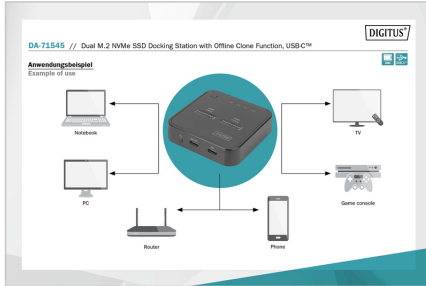 DIGITUS®
DA-71545 // Dual M.2 NVMe SSD Docking Station with Offline Clone Function, USB-C™
Anwendungsbeispiel
Example of use
Notebook
TV
PC
Game console
Router
Phone